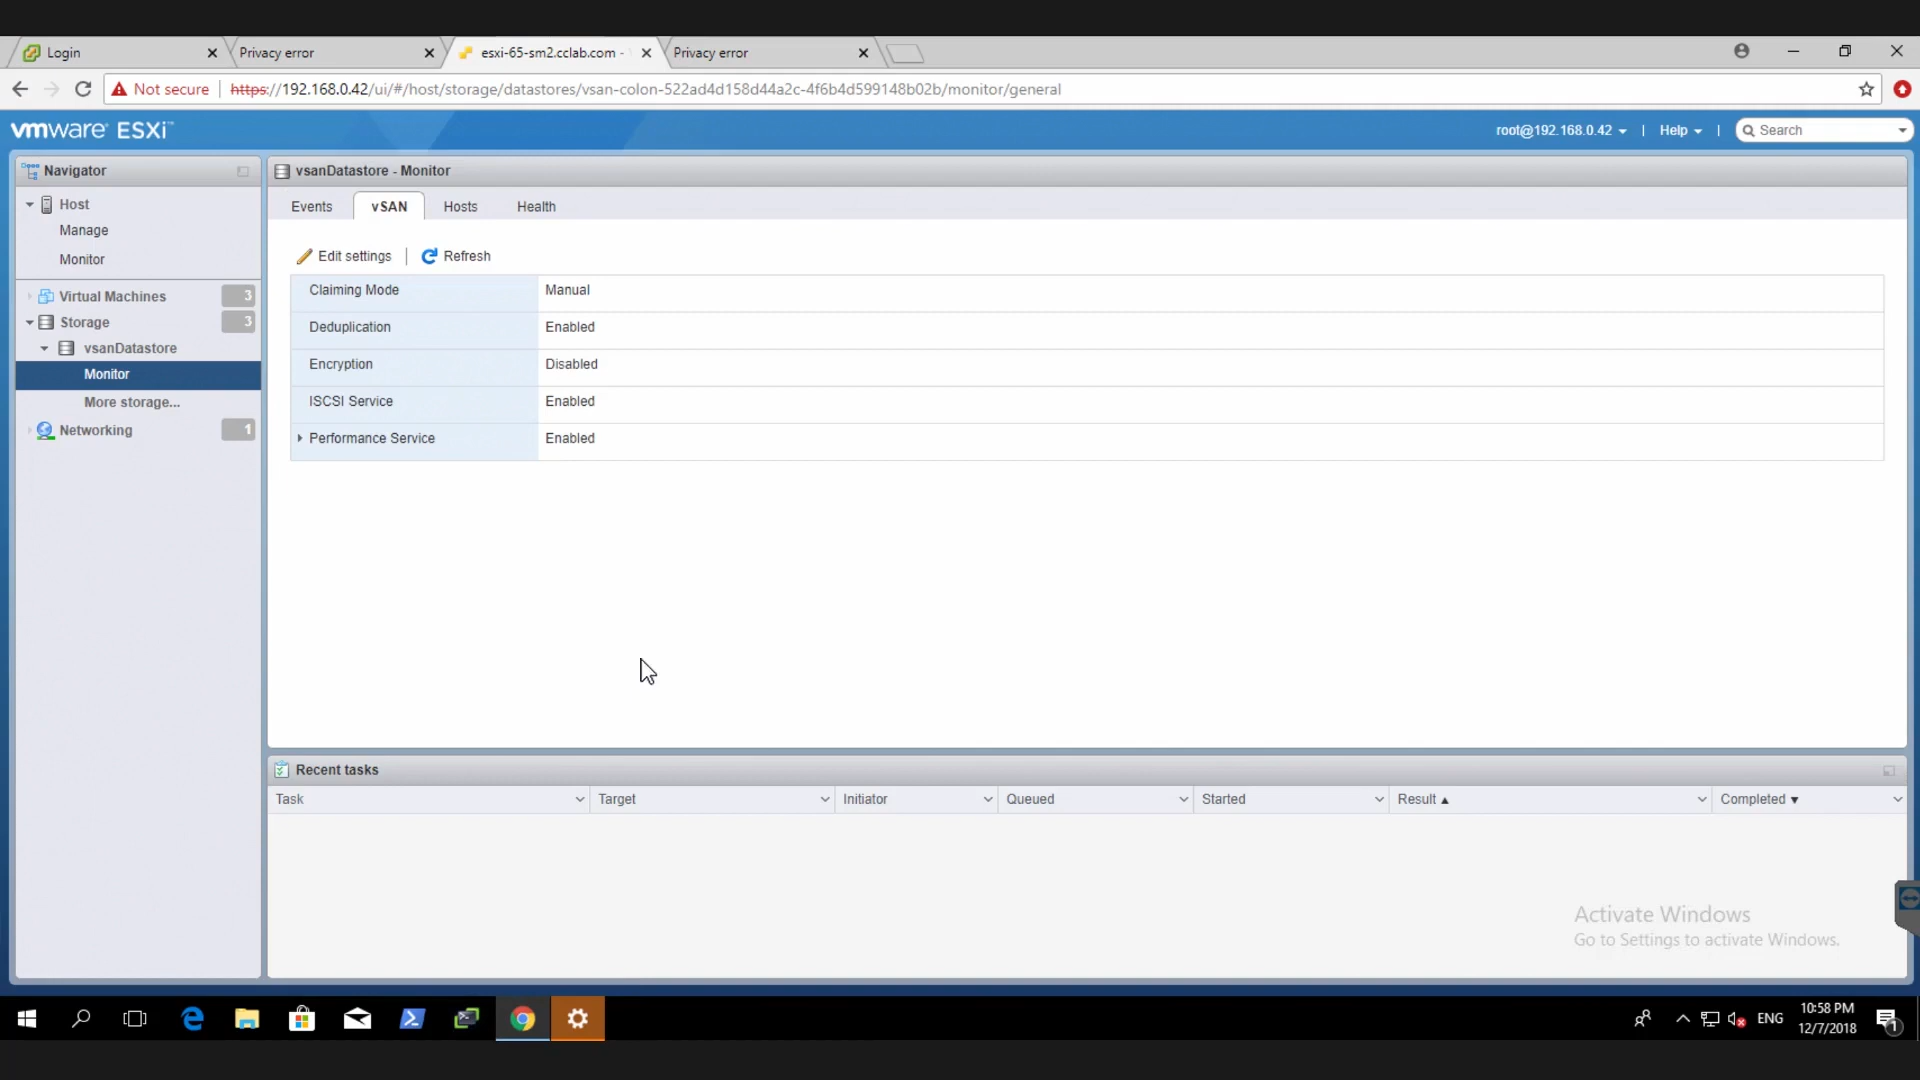 Login
Privacy error
esxi-65-sm2.cclab.com -
Privacy error
Not secure
https://192.168.0.42/ui/#/host/storage/datastores/vsan-colon-522ad4d158d44a2c-4f6b4d599148b02b/monitor/general
vmware ESXi™
root@192.168.0.42
Help
Search
Navigator
vsanDatastore - Monitor
Host
Manage
Monitor
Virtual Machines 3
Storage 3
vsanDatastore
Monitor
More storage...
Networking 1
Events
vSAN
Hosts
Health
Edit settings
Refresh
Claiming Mode Manual
Deduplication Enabled
Encryption Disabled
ISCSI Service Enabled
Performance Service Enabled
Recent tasks
Task Target Initiator Queued Started Result Completed
Activate Windows
Go to Settings to activate Windows.
ENG
10:58 PM
12/7/2018
1